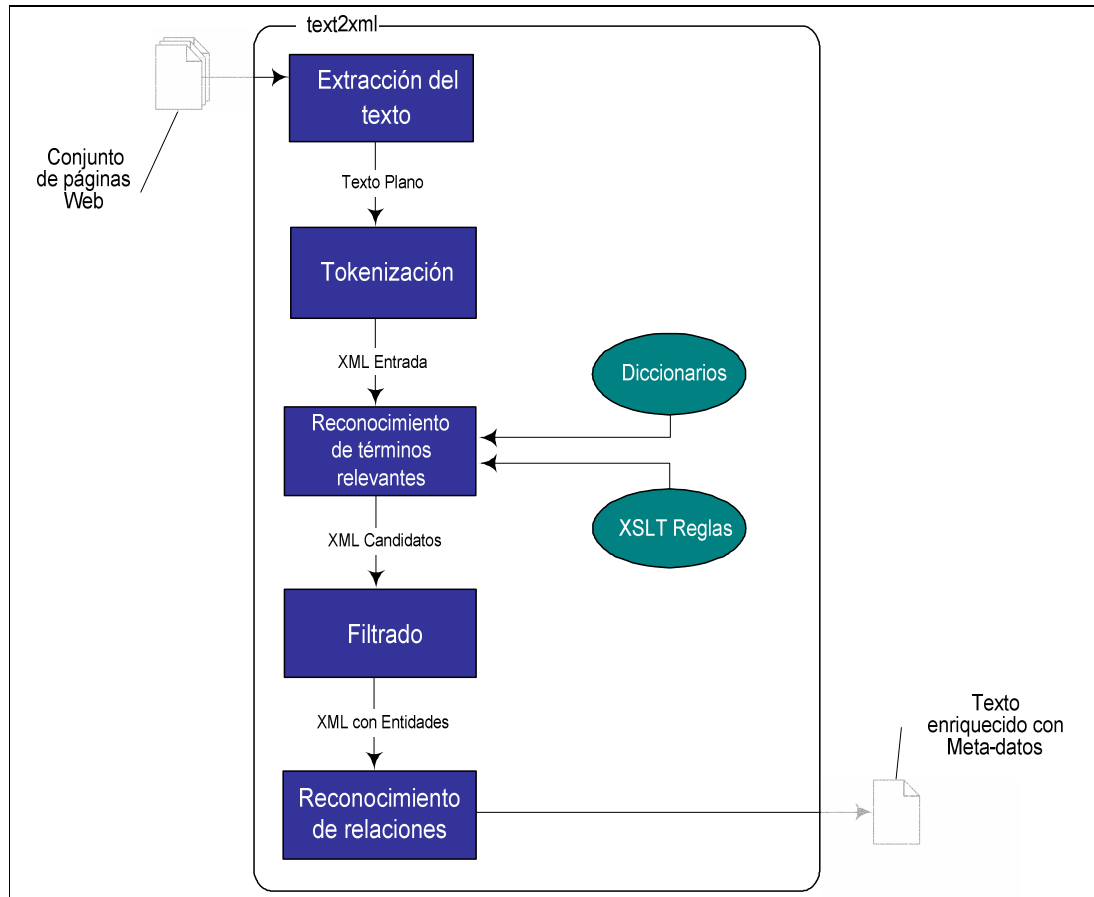 text2xml
Extracción del
texto
Conjunto
de páginas
Web
Texto Plano
Tokenización
XML Entrada
Diccionarios
Reconocimiento
de términos
relevantes
XSLT Reglas
XML Candidatos
Filtrado
XML con Entidades
Texto
enriquecido con
Meta-datos
Reconocimiento
de relaciones